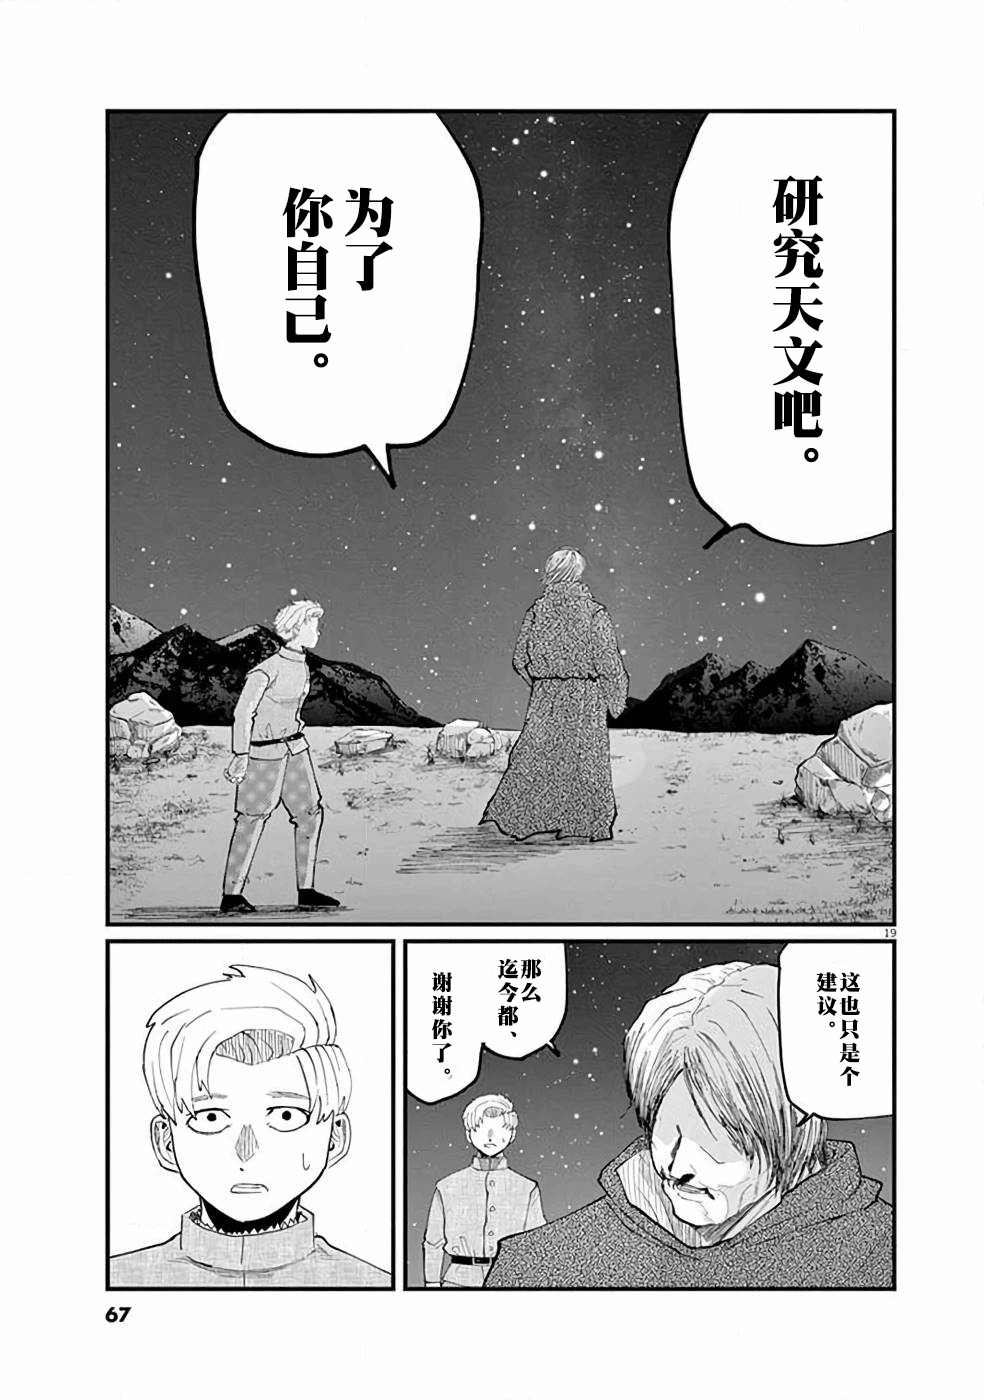 研究天文吧。
为了
你自己。
19
这也只是个
建议。
那么
迄今都、
谢谢你了。
67